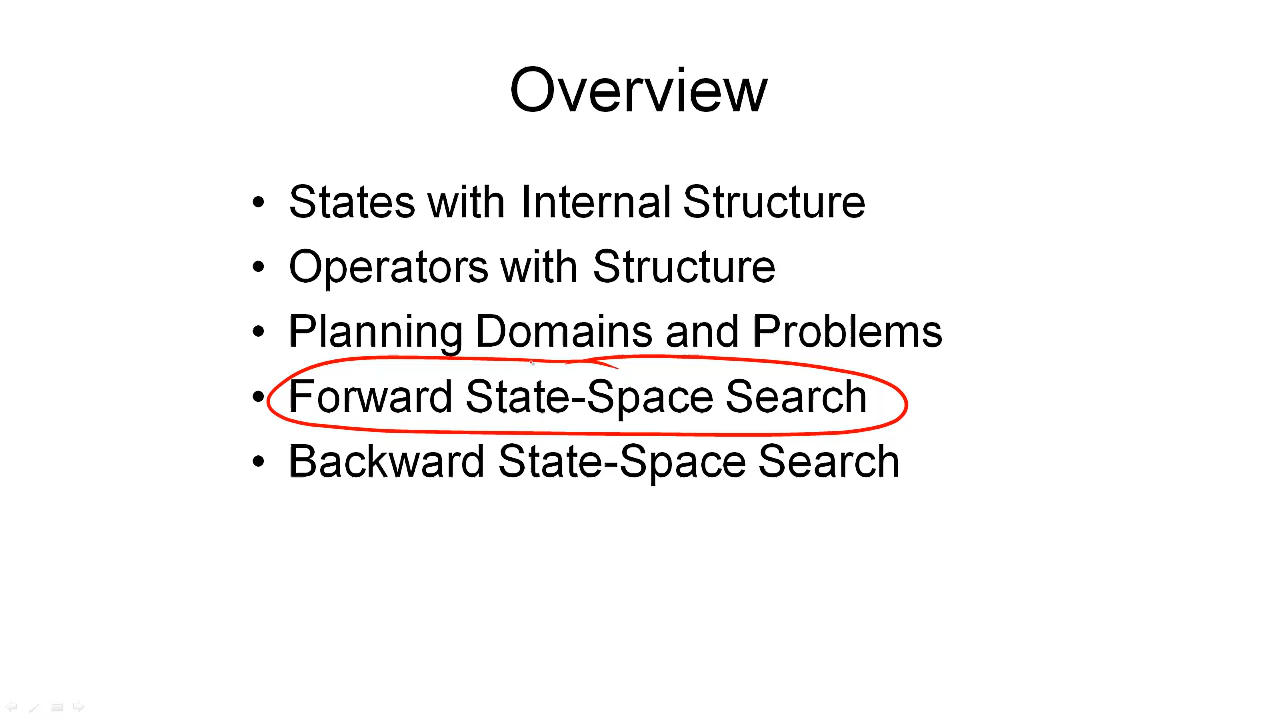 Overview
• States with Internal Structure
• Operators with Structure
• Planning Domains and Problems
• Forward State-Space Search
• Backward State-Space Search